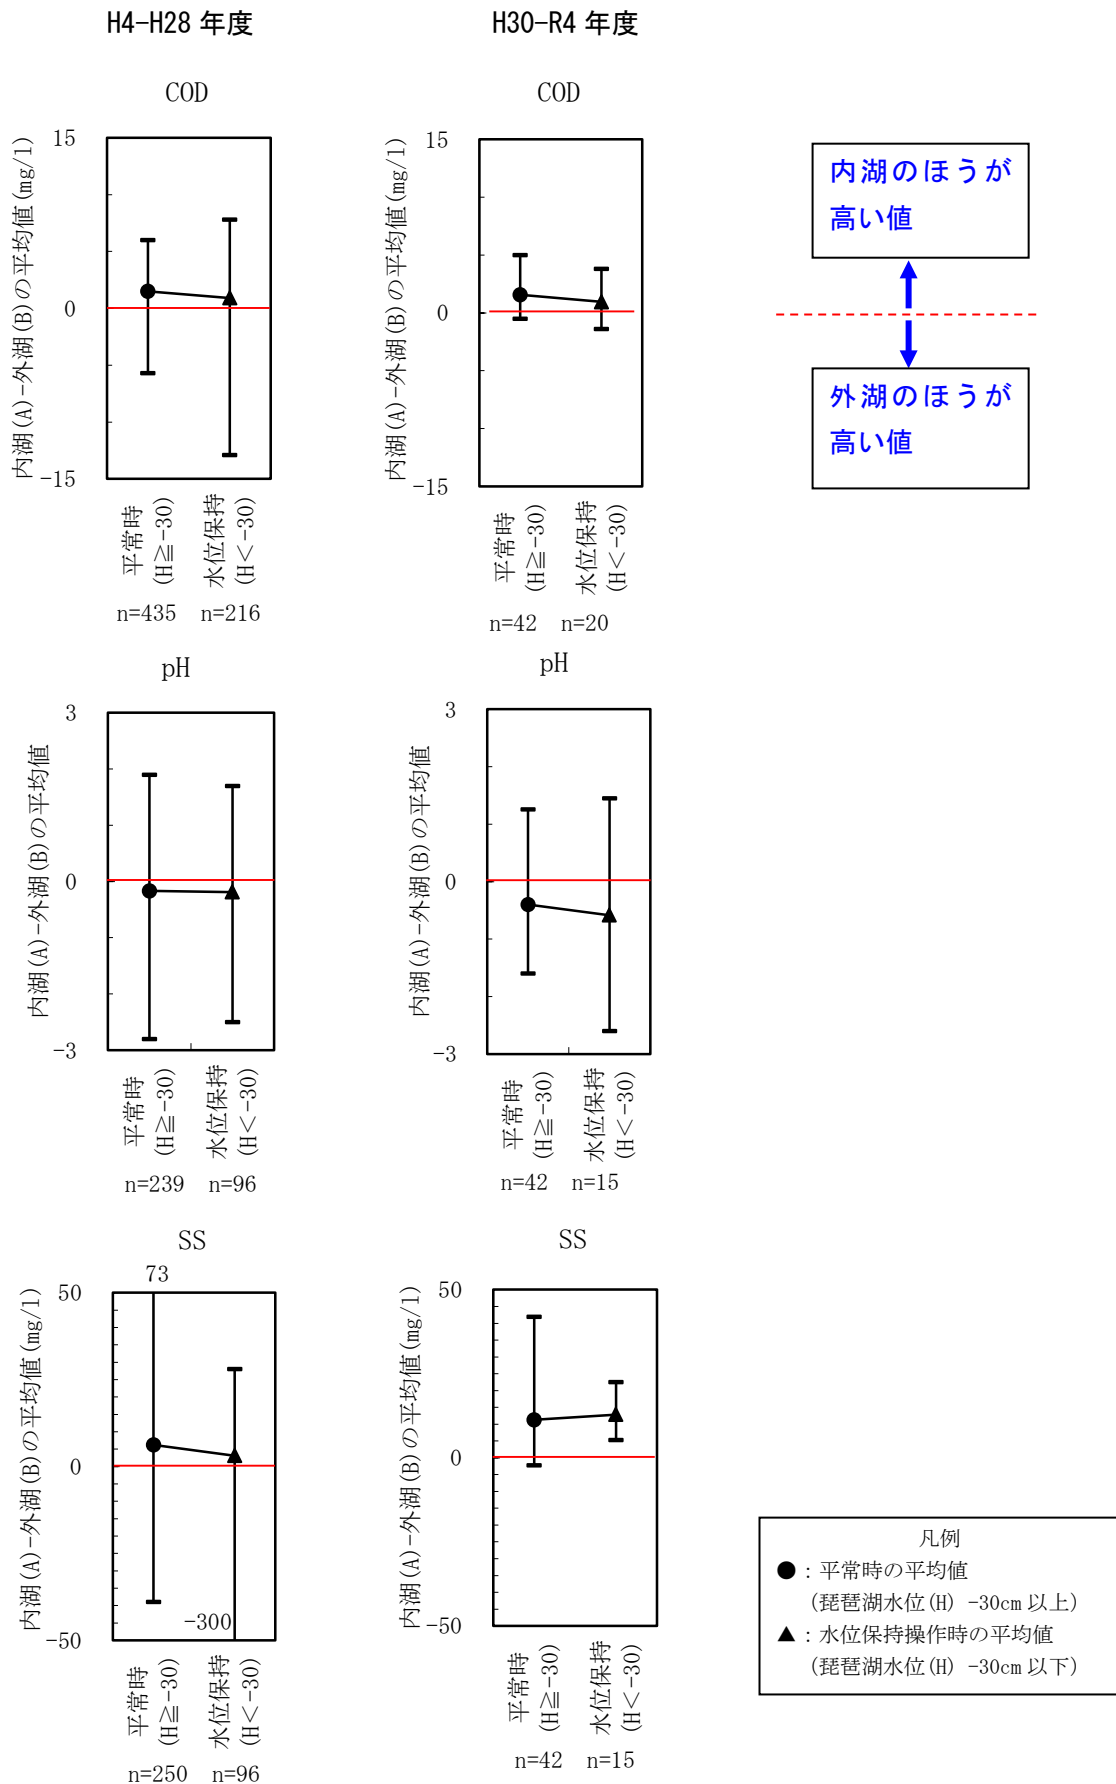 H4-H28 年度
H30-R4 年度
COD
内湖(A)-外湖(B)の平均値(mg/l)
15
0
-15
平常時
(H≧-30)
水位保持
(H<-30)
n=435
n=216
COD
内湖(A)-外湖(B)の平均値(mg/l)
15
0
-15
平常時
(H≧-30)
水位保持
(H<-30)
n=42
n=20
内湖のほうが
高い値
外湖のほうが
高い値
pH
内湖(A)-外湖(B)の平均値
3
0
-3
平常時
(H≧-30)
水位保持
(H<-30)
n=239
n=96
pH
内湖(A)-外湖(B)の平均値
3
0
-3
平常時
(H≧-30)
水位保持
(H<-30)
n=42
n=15
SS
内湖(A)-外湖(B)の平均値(mg/l)
73
50
0
-50
-300
平常時
(H≧-30)
水位保持
(H<-30)
n=250
n=96
SS
内湖(A)-外湖(B)の平均値(mg/l)
50
0
-50
平常時
(H≧-30)
水位保持
(H<-30)
n=42
n=15
凡例
●：平常時の平均値
(琵琶湖水位(H) -30cm 以上)
▲：水位保持操作時の平均値
(琵琶湖水位(H) -30cm 以下)